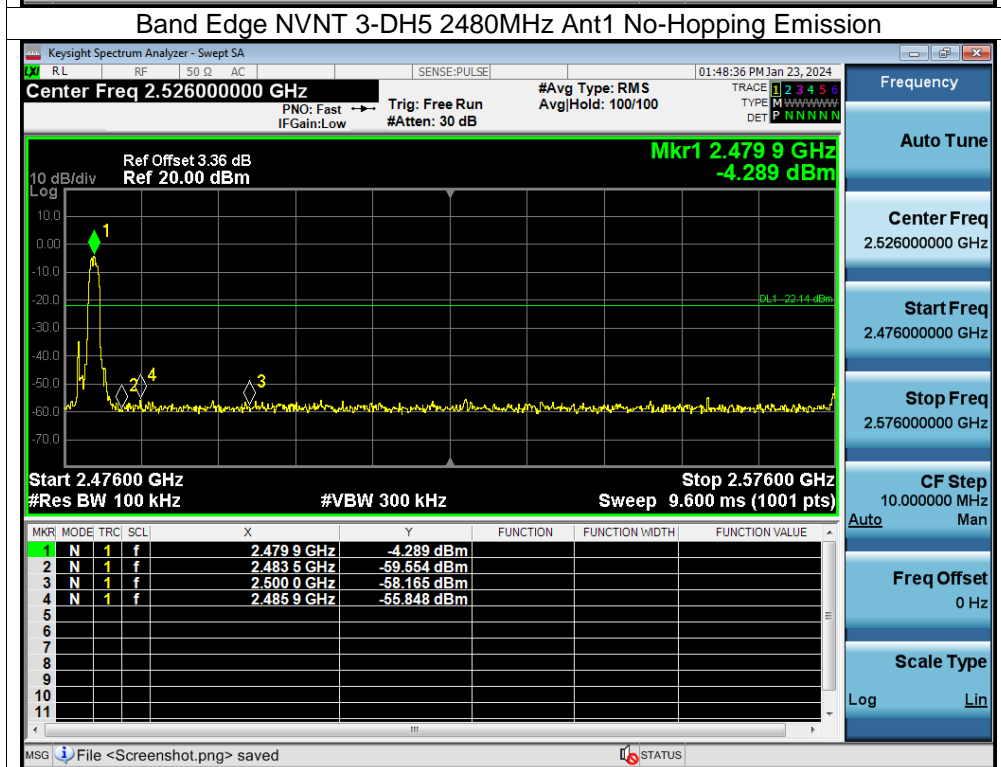 Band Edge NVNT 3-DH5 2480MHz Ant1 No-Hopping Emission
Keysight Spectrum Analyzer - Swept SA
LXI RL RF 50 Ω AC SENSE:PULSE 01:48:36 PM Jan 23, 2024
Center Freq 2.526000000 GHz #Avg Type: RMS TRACE 1 2 3 4 5 6
PNO: Fast Trig: Free Run Avg|Hold: 100/100 TYPE M WWWWW
IFGain:Low #Atten: 30 dB DET P N N N N N
Mkr1 2.479 9 GHz
-4.289 dBm
Ref Offset 3.36 dB
10 dB/div Ref 20.00 dBm
Log
10.0
0.00
-10.0
-20.0
-30.0
-40.0
-50.0
-60.0
-70.0
1
2
4
3
DL1 -22.14 dBm
Start 2.47600 GHz Stop 2.57600 GHz
#Res BW 100 kHz #VBW 300 kHz Sweep 9.600 ms (1001 pts)
MKR MODE TRC SCL X Y FUNCTION FUNCTION WIDTH FUNCTION VALUE
1 N 1 f 2.479 9 GHz -4.289 dBm
2 N 1 f 2.483 5 GHz -59.554 dBm
3 N 1 f 2.500 0 GHz -58.165 dBm
4 N 1 f 2.485 9 GHz -55.848 dBm
5
6
7
8
9
10
11
MSG File <Screenshot.png> saved STATUS
Frequency
Auto Tune
Center Freq
2.526000000 GHz
Start Freq
2.476000000 GHz
Stop Freq
2.576000000 GHz
CF Step
10.000000 MHz
Auto Man
Freq Offset
0 Hz
Scale Type
Log Lin